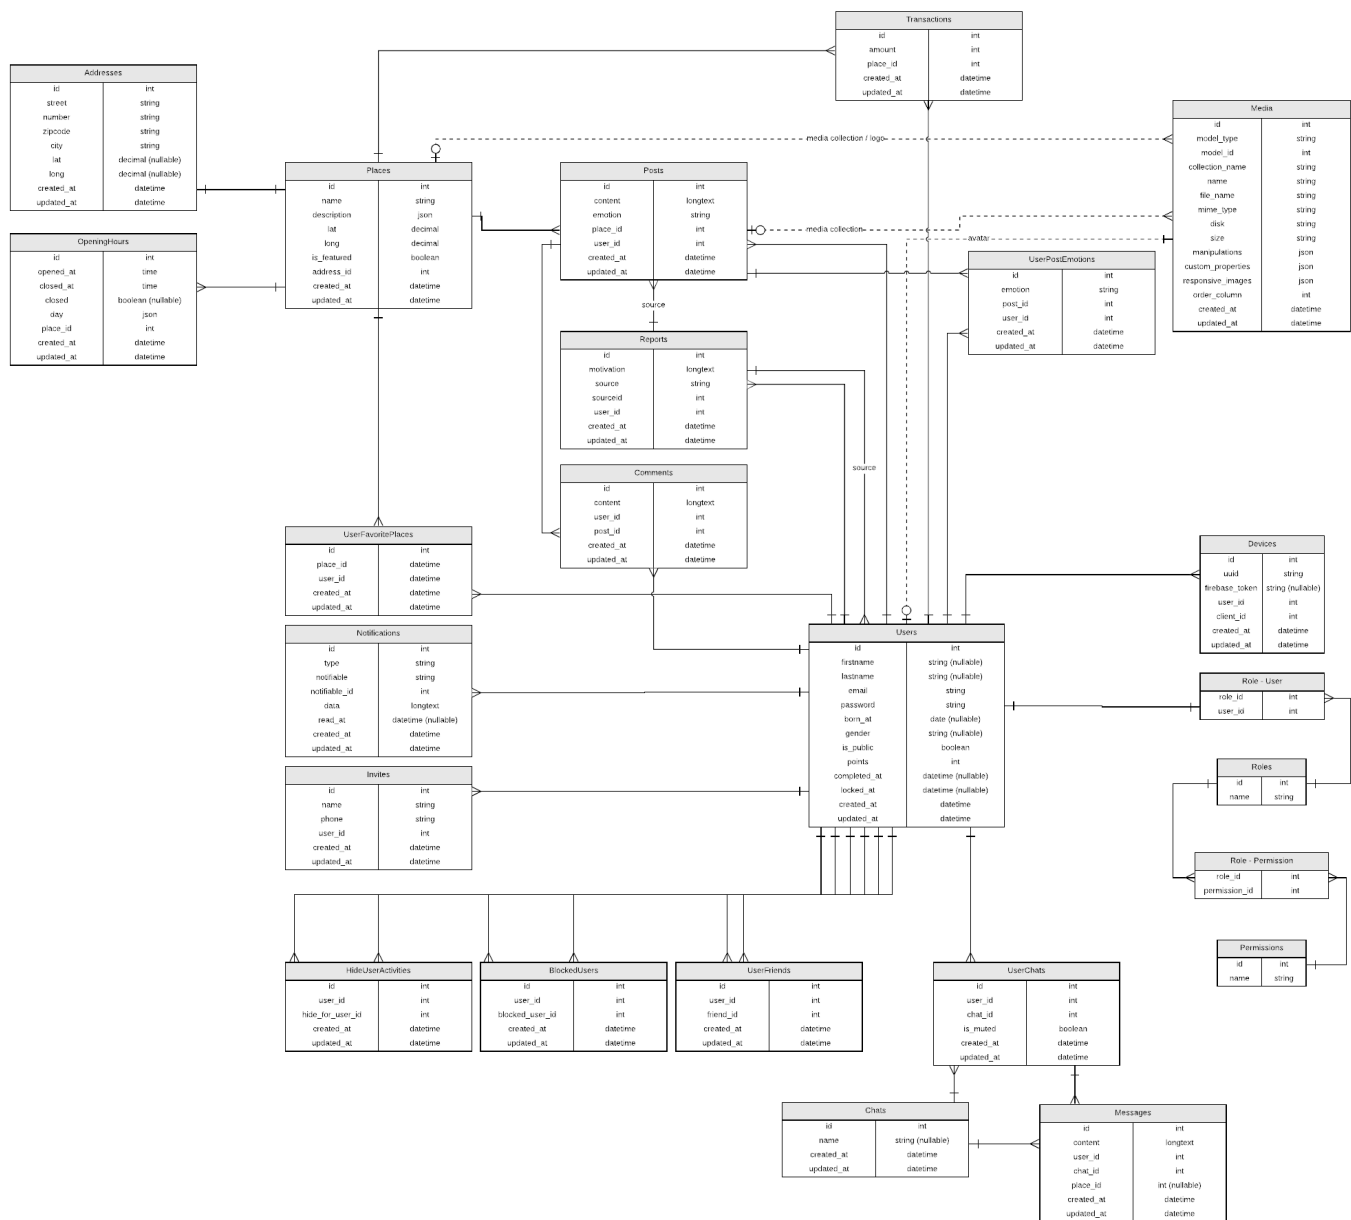 Transactions
id int
amount int
place_id int
created_at datetime
updated_at datetime
Addresses
id int
street string
number string
zipcode string
city string
lat decimal (nullable)
long decimal (nullable)
created_at datetime
updated_at datetime
Media
id int
model_type string
model_id int
collection_name string
name string
file_name string
mime_type string
disk string
size string
manipulations json
custom_properties json
responsive_images json
order_column int
created_at datetime
updated_at datetime
media collection / logo
Places
id int
name string
description json
lat decimal
long decimal
is_featured boolean
address_id int
created_at datetime
updated_at datetime
Posts
id int
content longtext
emotion string
place_id int
user_id int
created_at datetime
updated_at datetime
media collection
avatar
OpeningHours
id int
opened_at time
closed_at time
closed boolean (nullable)
day json
place_id int
created_at datetime
updated_at datetime
UserPostEmotions
id int
emotion string
post_id int
user_id int
created_at datetime
updated_at datetime
source
Reports
id int
motivation longtext
source string
sourceid int
user_id int
created_at datetime
updated_at datetime
source
Comments
id int
content longtext
user_id int
post_id int
created_at datetime
updated_at datetime
UserFavoritePlaces
id int
place_id datetime
user_id datetime
created_at datetime
updated_at datetime
Devices
id int
uuid string
firebase_token string (nullable)
user_id int
client_id int
created_at datetime
updated_at datetime
Notifications
id int
type string
notifiable string
notifiable_id int
data longtext
read_at datetime (nullable)
created_at datetime
updated_at datetime
Users
id int
firstname string (nullable)
lastname string (nullable)
email string
password string
born_at date (nullable)
gender string (nullable)
is_public boolean
points int
completed_at datetime (nullable)
locked_at datetime (nullable)
created_at datetime
updated_at datetime
Role - User
role_id int
user_id int
Roles
id int
name string
Invites
id int
name string
phone string
user_id int
created_at datetime
updated_at datetime
Role - Permission
role_id int
permission_id int
Permissions
id int
name string
HideUserActivities
id int
user_id int
hide_for_user_id int
created_at datetime
updated_at datetime
BlockedUsers
id int
user_id int
blocked_user_id int
created_at datetime
updated_at datetime
UserFriends
id int
user_id int
friend_id int
created_at datetime
updated_at datetime
UserChats
id int
user_id int
chat_id int
is_muted boolean
created_at datetime
updated_at datetime
Chats
id int
name string (nullable)
created_at datetime
updated_at datetime
Messages
id int
content longtext
user_id int
chat_id int
place_id int (nullable)
created_at datetime
updated_at datetime